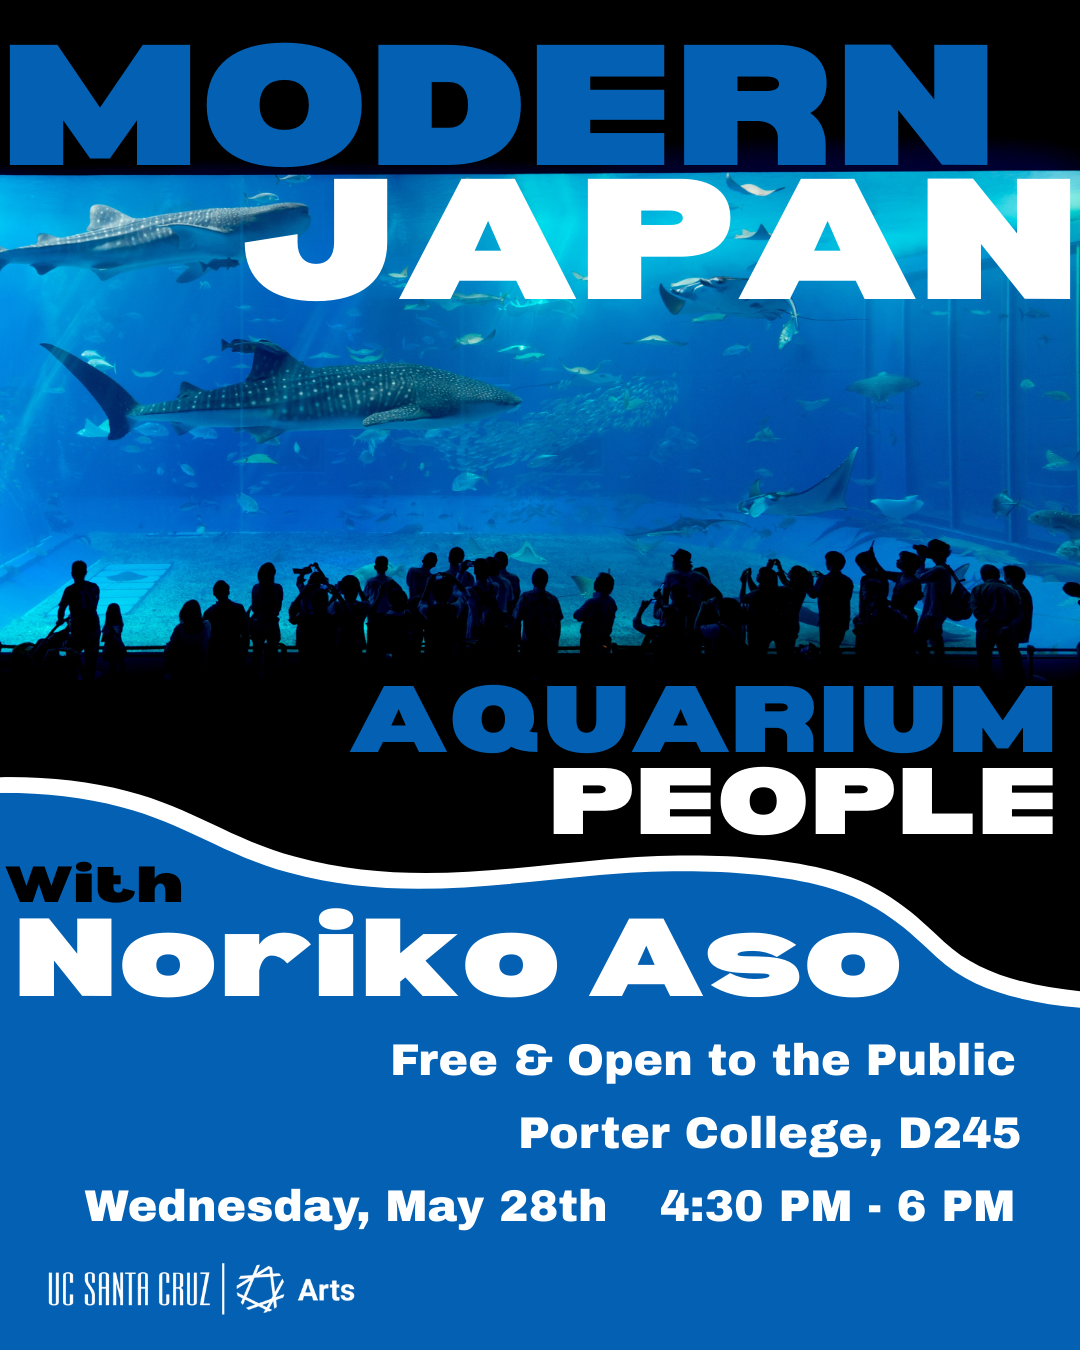 MODERN
JAPAN
AQUARIUM
PEOPLE
With
Noriko Aso
Free & Open to the Public
Porter College, D245
Wednesday, May 28th 4:30 PM - 6 PM
UC SANTA CRUZ Arts